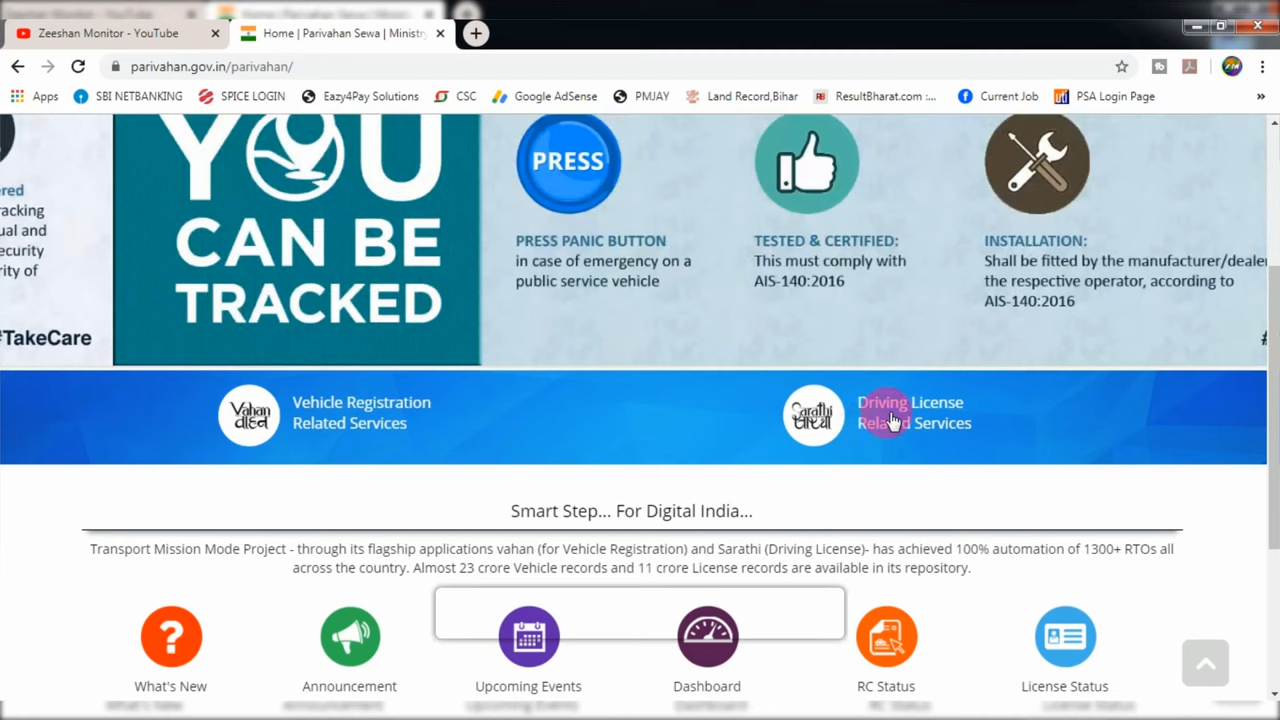 Zeeshan Monitor - YouTube
Home | Parivahan Sewa | Ministry
parivahan.gov.in/parivahan/
Apps
SBI NETBANKING
SPICE LOGIN
Eazy4Pay Solutions
CSC
Google AdSense
PMJAY
Land Record,Bihar
ResultBharat.com :...
Current Job
PSA Login Page
»
ered
racking
ual and
ecurity
rity of
#TakeCare
YOU
CAN BE
TRACKED
PRESS
PRESS PANIC BUTTON
in case of emergency on a
public service vehicle
TESTED & CERTIFIED:
This must comply with
AIS-140:2016
INSTALLATION:
Shall be fitted by the manufacturer/dealer
the respective operator, according to
AIS-140:2016
Vahan
वाहन
Vehicle Registration
Related Services
Sarathi
सारथी
Driving License
Related Services
Smart Step... For Digital India...
Transport Mission Mode Project - through its flagship applications vahan (for Vehicle Registration) and Sarathi (Driving License)- has achieved 100% automation of 1300+ RTOs all
across the country. Almost 23 crore Vehicle records and 11 crore License records are available in its repository.
What's New
Announcement
Upcoming Events
Dashboard
RC Status
License Status